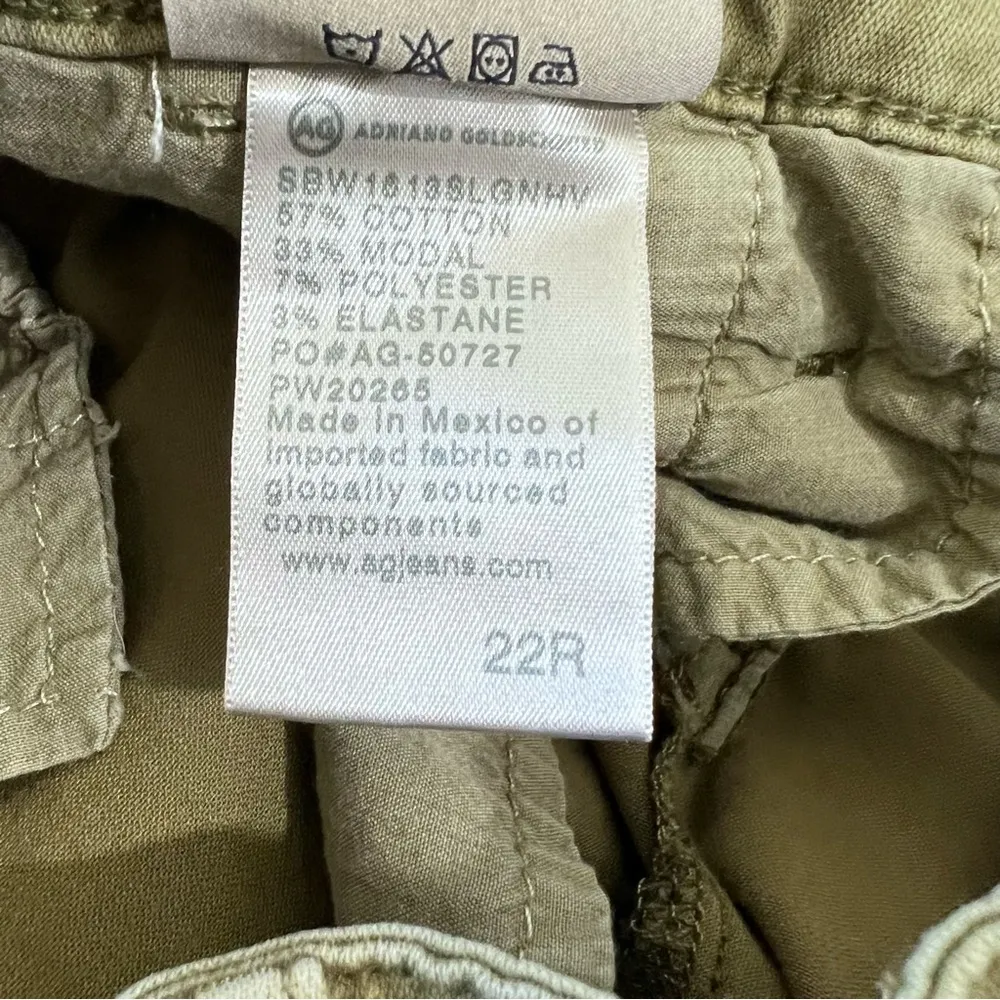 AG ADRIANO GOLDSCHMIED
SBW1613SLGNHV
57% COTTON
33% MODAL
7% POLYESTER
3% ELASTANE
PO#AG-50727
PW20265
Made in Mexico of
imported fabric and
globally sourced
components
www.agjeans.com
22R